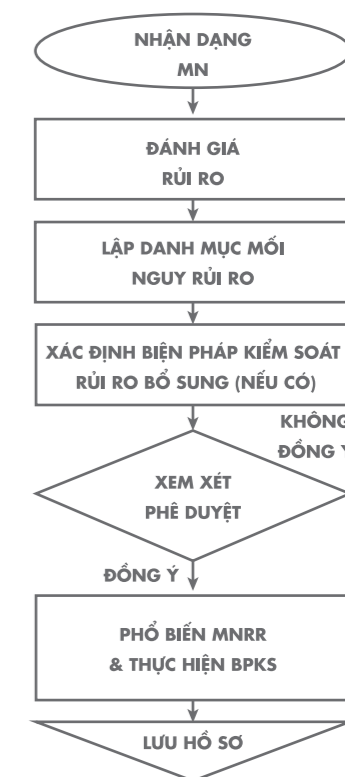 NHẬN DẠNG
MN
ĐÁNH GIÁ
RỦI RO
LẬP DANH MỤC MỐI
NGUY RỦI RO
XÁC ĐỊNH BIỆN PHÁP KIỂM SOÁT
RỦI RO BỔ SUNG (NẾU CÓ)
KHÔNG
ĐỒNG Ý
XEM XÉT
PHÊ DUYỆT
ĐỒNG Ý
PHỔ BIẾN MNRR
& THỰC HIỆN BPKS
LƯU HỒ SƠ